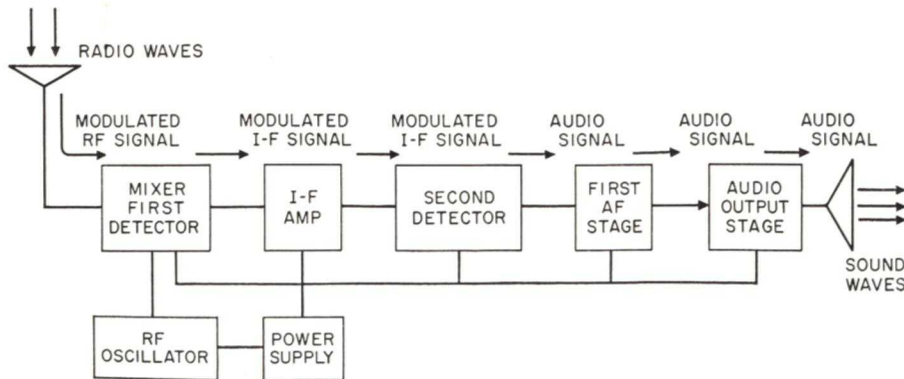 RADIO WAVES
MODULATED
RF SIGNAL
MODULATED
I-F SIGNAL
MODULATED
I-F SIGNAL
AUDIO
SIGNAL
AUDIO
SIGNAL
AUDIO
SIGNAL
MIXER
FIRST
DETECTOR
I-F
AMP
SECOND
DETECTOR
FIRST
AF
STAGE
AUDIO
OUTPUT
STAGE
SOUND
WAVES
RF
OSCILLATOR
POWER
SUPPLY